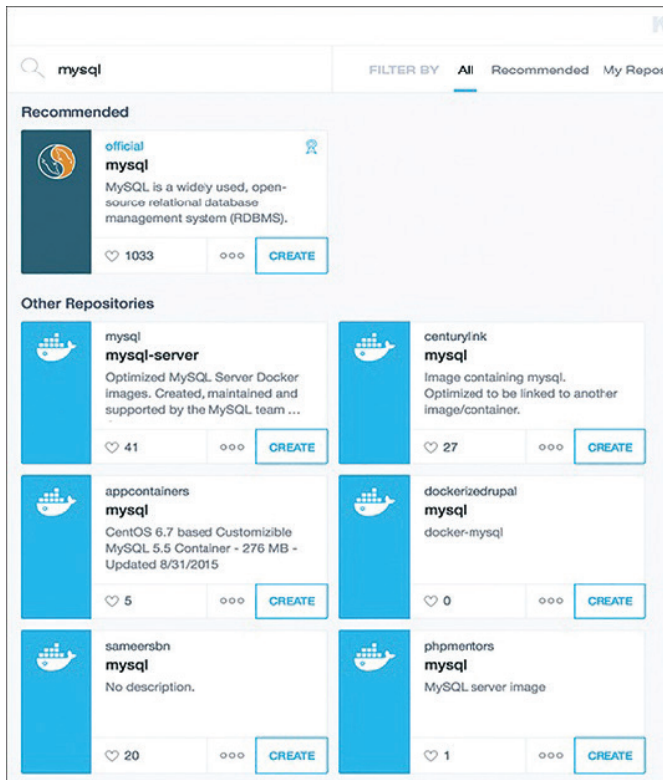 mysql
FILTER BY All Recommended My Repos
Recommended
official
mysql
MySQL is a widely used, open-
source relational database
management system (RDBMS).
1033
CREATE
Other Repositories
mysql
mysql-server
Optimized MySQL Server Docker
images. Created, maintained and
supported by the MySQL team ...
41
CREATE
centurylink
mysql
Image containing mysql.
Optimized to be linked to another
image/container.
27
CREATE
appcontainers
mysql
CentOS 6.7 based Customizible
MySQL 5.5 Container - 276 MB -
Updated 8/31/2015
5
CREATE
dockerizedrupal
mysql
docker-mysql
0
CREATE
sameersbn
mysql
No description.
20
CREATE
phpmentors
mysql
MySQL server image
1
CREATE